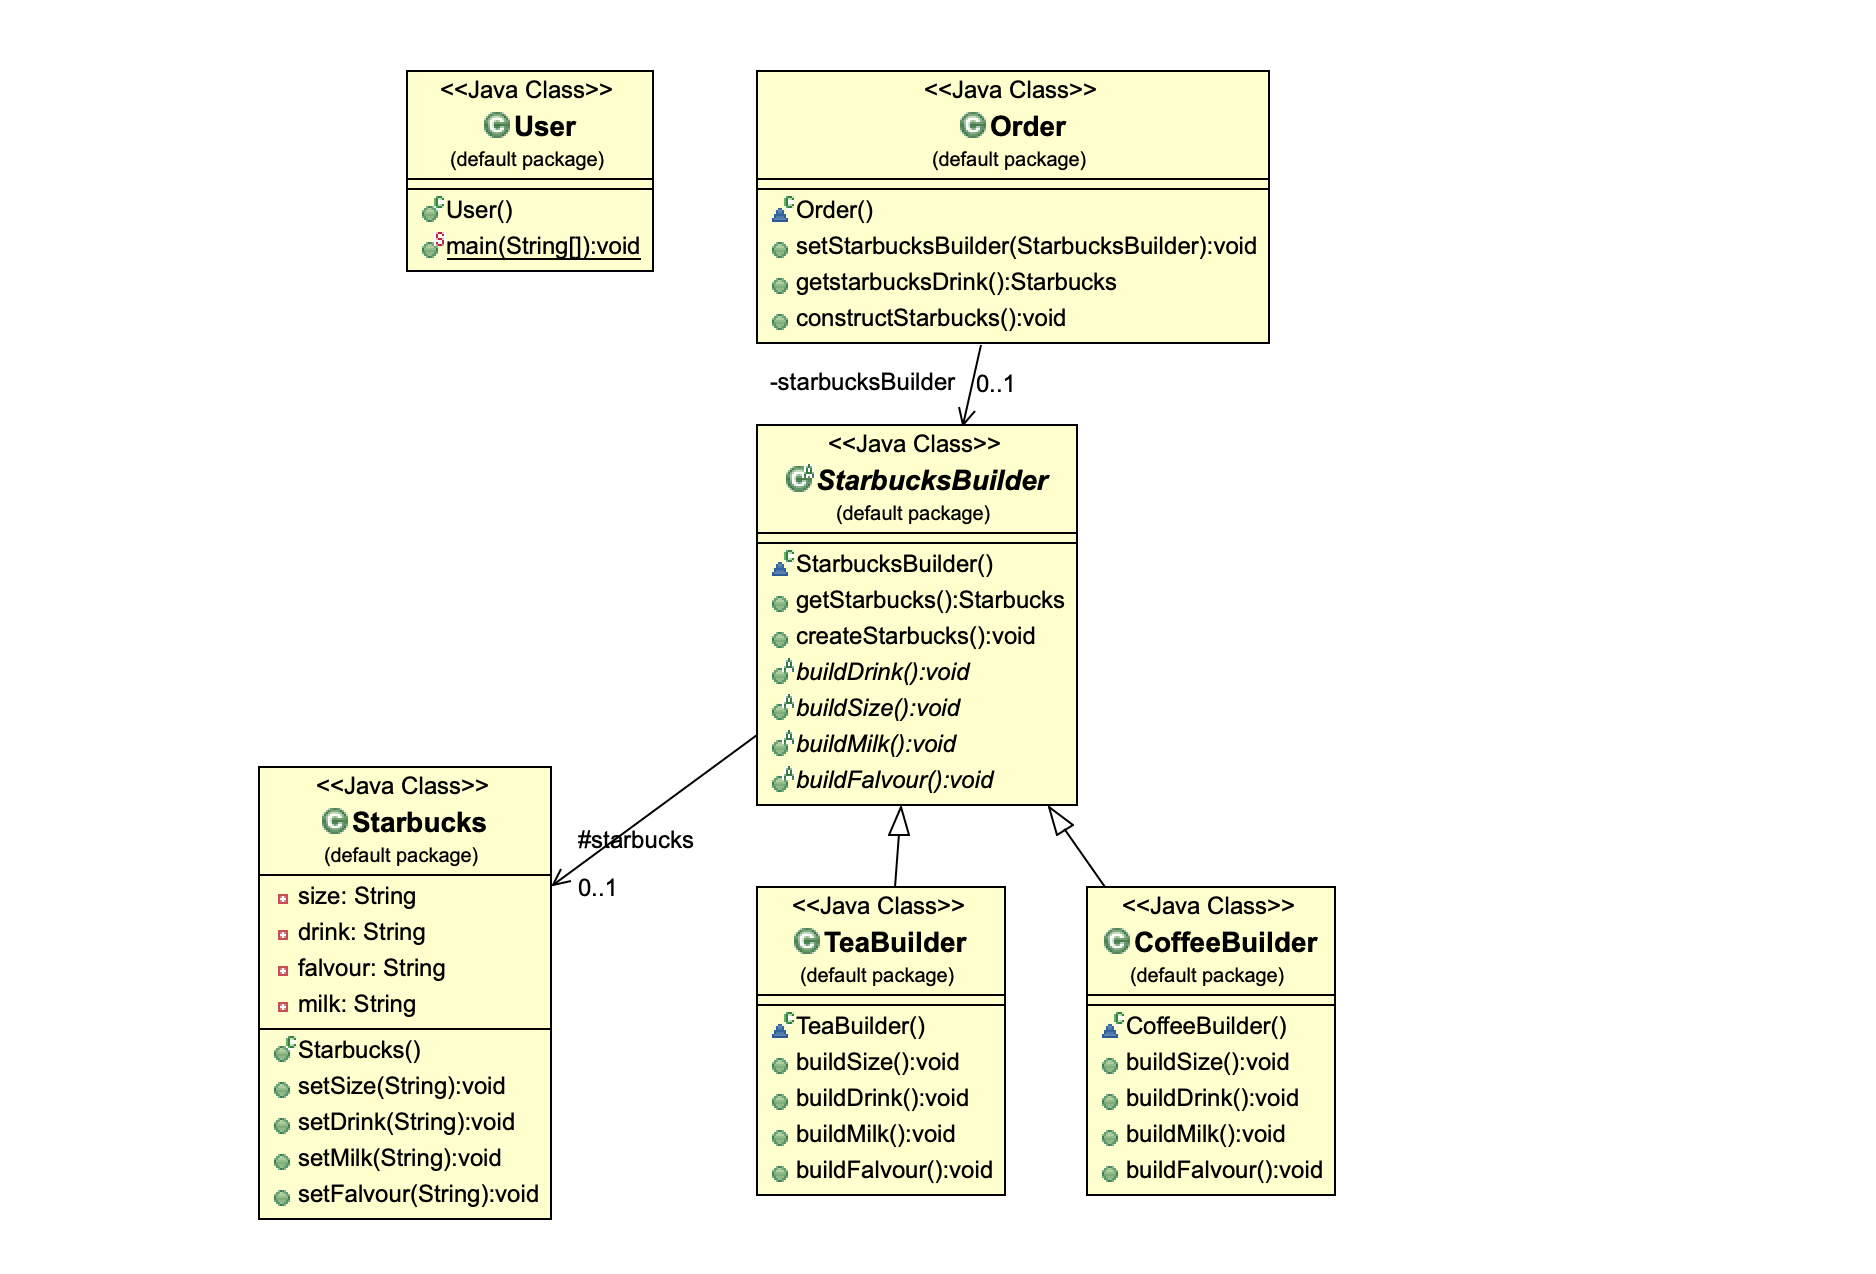 <<Java Class>>
User
(default package)
User()
main(String[]):void
<<Java Class>>
Order
(default package)
Order()
setStarbucksBuilder(StarbucksBuilder):void
getstarbucksDrink():Starbucks
constructStarbucks():void
-starbucksBuilder
0..1
<<Java Class>>
StarbucksBuilder
(default package)
StarbucksBuilder()
getStarbucks():Starbucks
createStarbucks():void
buildDrink():void
buildSize():void
buildMilk():void
buildFalvour():void
#starbucks
0..1
<<Java Class>>
Starbucks
(default package)
size: String
drink: String
falvour: String
milk: String
Starbucks()
setSize(String):void
setDrink(String):void
setMilk(String):void
setFalvour(String):void
<<Java Class>>
TeaBuilder
(default package)
TeaBuilder()
buildSize():void
buildDrink():void
buildMilk():void
buildFalvour():void
<<Java Class>>
CoffeeBuilder
(default package)
CoffeeBuilder()
buildSize():void
buildDrink():void
buildMilk():void
buildFalvour():void